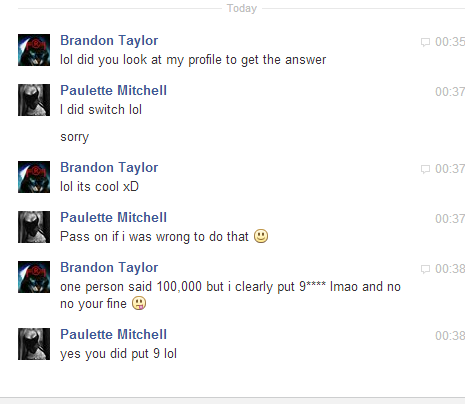 Today
Brandon Taylor 00:35
lol did you look at my profile to get the answer
Paulette Mitchell 00:37
I did switch lol
sorry
Brandon Taylor 00:37
lol its cool xD
Paulette Mitchell 00:37
Pass on if i was wrong to do that
Brandon Taylor 00:38
one person said 100,000 but i clearly put 9**** lmao and no
no your fine
Paulette Mitchell 00:38
yes you did put 9 lol